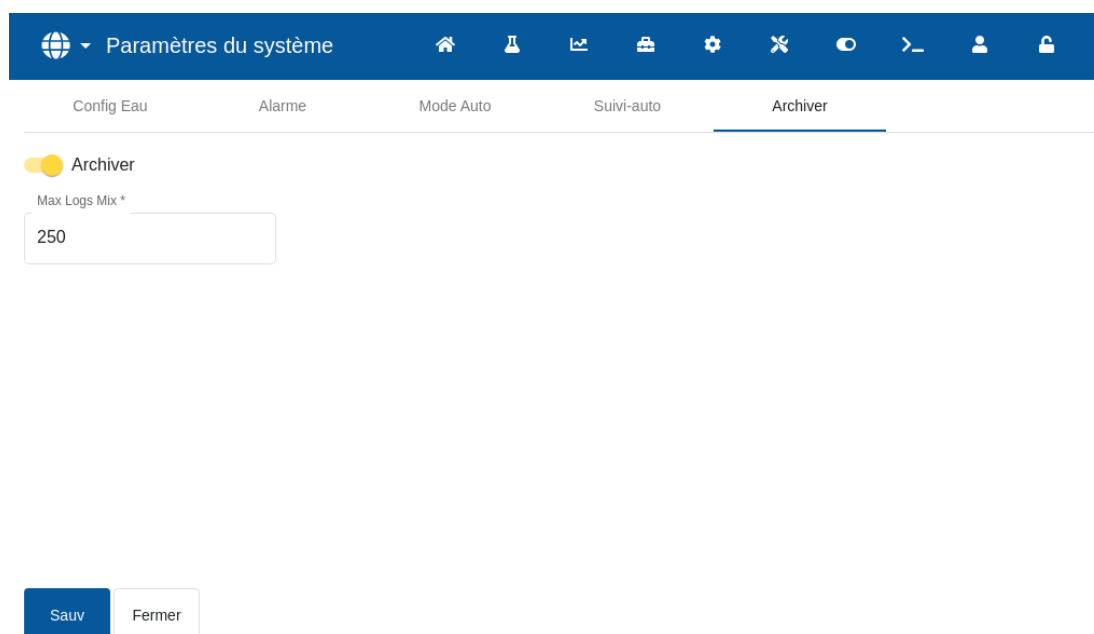 Paramètres du système
Config Eau Alarme Mode Auto Suivi-auto Archiver
Archiver
Max Logs Mix *
250
Sauv Fermer